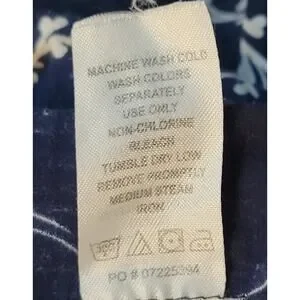 MACHINE WASH COLD
WASH COLORS
SEPARATELY
USE ONLY
NON-CHLORINE
BLEACH
TUMBLE DRY LOW
REMOVE PROMPTLY
MEDIUM STEAM
IRON
PO # 07225394